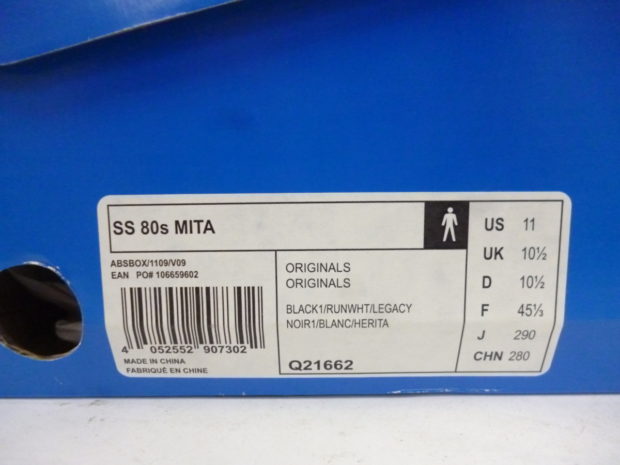 SS 80s MITA
ABSBOX/1109/V09
EAN PO# 106659602
4 052552 907302
MADE IN CHINA
FABRIQUÉ EN CHINE
ORIGINALS
ORIGINALS
BLACK1/RUNWHT/LEGACY
NOIR1/BLANC/HERITA
Q21662
US 11
UK 10½
D 10½
F 45⅓
J 290
CHN 280